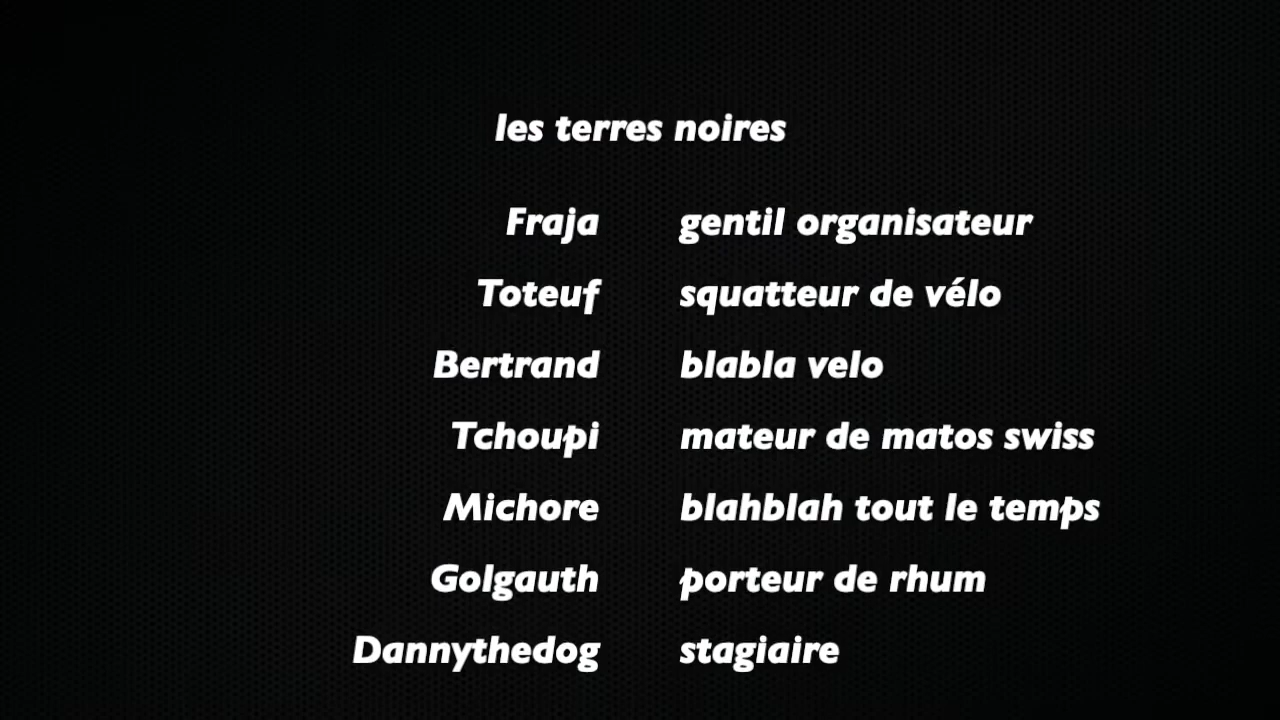 les terres noires
Fraja gentil organisateur
Toteuf squatteur de vélo
Bertrand blabla velo
Tchoupi mateur de matos swiss
Michore blahblah tout le temps
Golgauth porteur de rhum
Dannythedog stagiaire